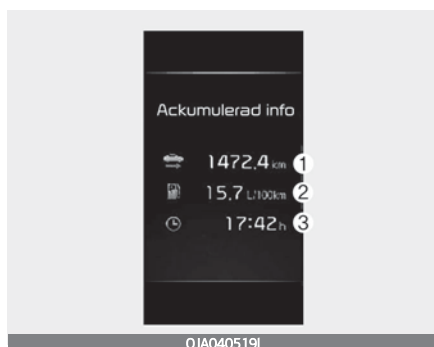 Ackumulerad info
1472.4 km 1
15.7 L/100km 2
17:42 h 3
OJA040519L